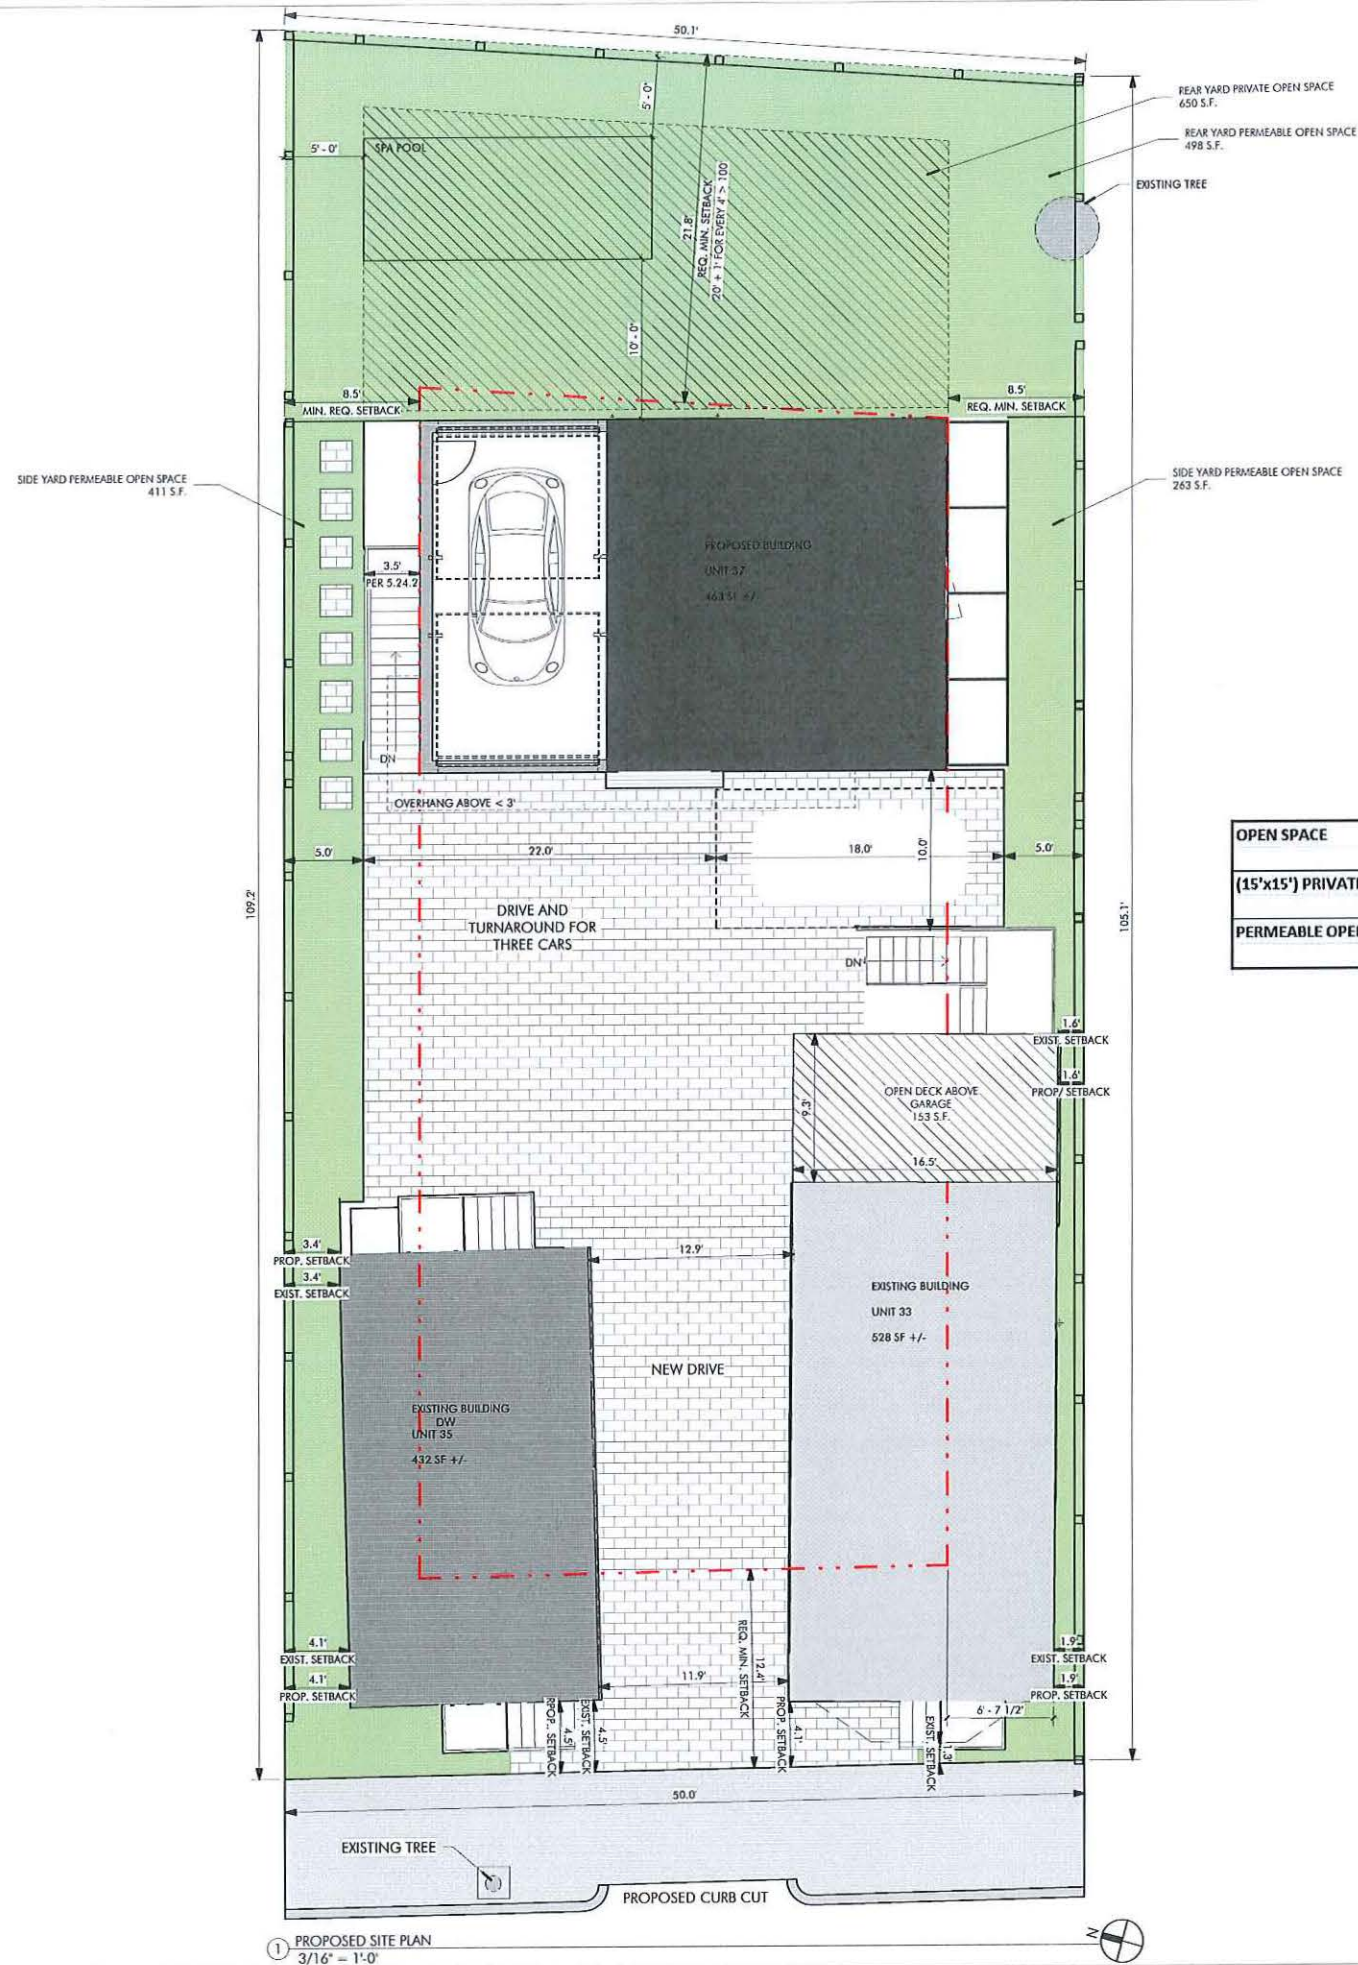 50.1'
REAR YARD PRIVATE OPEN SPACE
650 S.F.
REAR YARD PERMEABLE OPEN SPACE
498 S.F.
EXISTING TREE
5' - 0"
5' - 0"
SPA POOL
21.8'
REQ. MIN. SETBACK
20' + 1' FOR EVERY 4' > 100'
10' - 0"
8.5'
MIN. REQ. SETBACK
8.5'
REQ. MIN. SETBACK
SIDE YARD PERMEABLE OPEN SPACE
411 S.F.
SIDE YARD PERMEABLE OPEN SPACE
263 S.F.
PROPOSED BUILDING
UNIT 37
463 SF +/-
3.5'
PER 5.24.2
DN
OVERHANG ABOVE < 3'
5.0'
22.0'
18.0'
10.0'
5.0'
109.2'
105.1'
OPEN SPACE
(15'x15') PRIVATE
PERMEABLE OPE
DRIVE AND
TURNAROUND FOR
THREE CARS
DN
1.6'
EXIST. SETBACK
1.6'
PROP/ SETBACK
OPEN DECK ABOVE
GARAGE
153 S.F.
9.3'
16.5'
3.4'
PROP. SETBACK
3.4'
EXIST. SETBACK
12.9'
EXISTING BUILDING
UNIT 33
528 SF +/-
NEW DRIVE
EXISTING BUILDING
DW
UNIT 35
432 SF +/-
4.1'
EXIST. SETBACK
4.1'
PROP. SETBACK
1.9'
EXIST. SETBACK
1.9'
PROP. SETBACK
REQ. MIN. SETBACK
12.4'
11.9'
6' - 7 1/2"
RPOP. SETBACK
4.5'
EXIST. SETBACK
4.5'
PROP. SETBACK
4.1'
EXIST. SETBACK
1.3'
50.0'
EXISTING TREE
PROPOSED CURB CUT
1 PROPOSED SITE PLAN
3/16" = 1'-0"
N